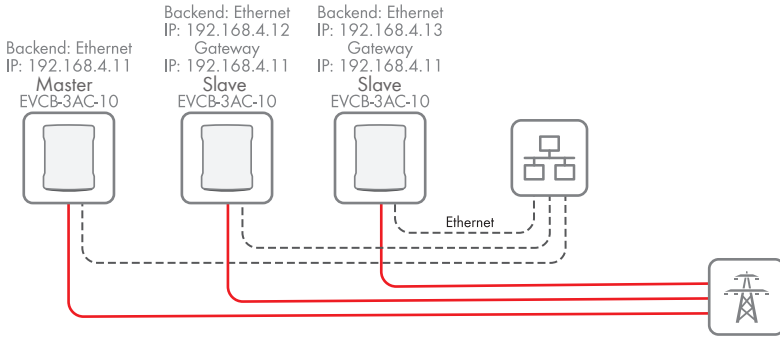 Backend: Ethernet
IP: 192.168.4.11
Master
EVCB-3AC-10
Backend: Ethernet
IP: 192.168.4.12
Gateway
IP: 192.168.4.11
Slave
EVCB-3AC-10
Backend: Ethernet
IP: 192.168.4.13
Gateway
IP: 192.168.4.11
Slave
EVCB-3AC-10
Ethernet